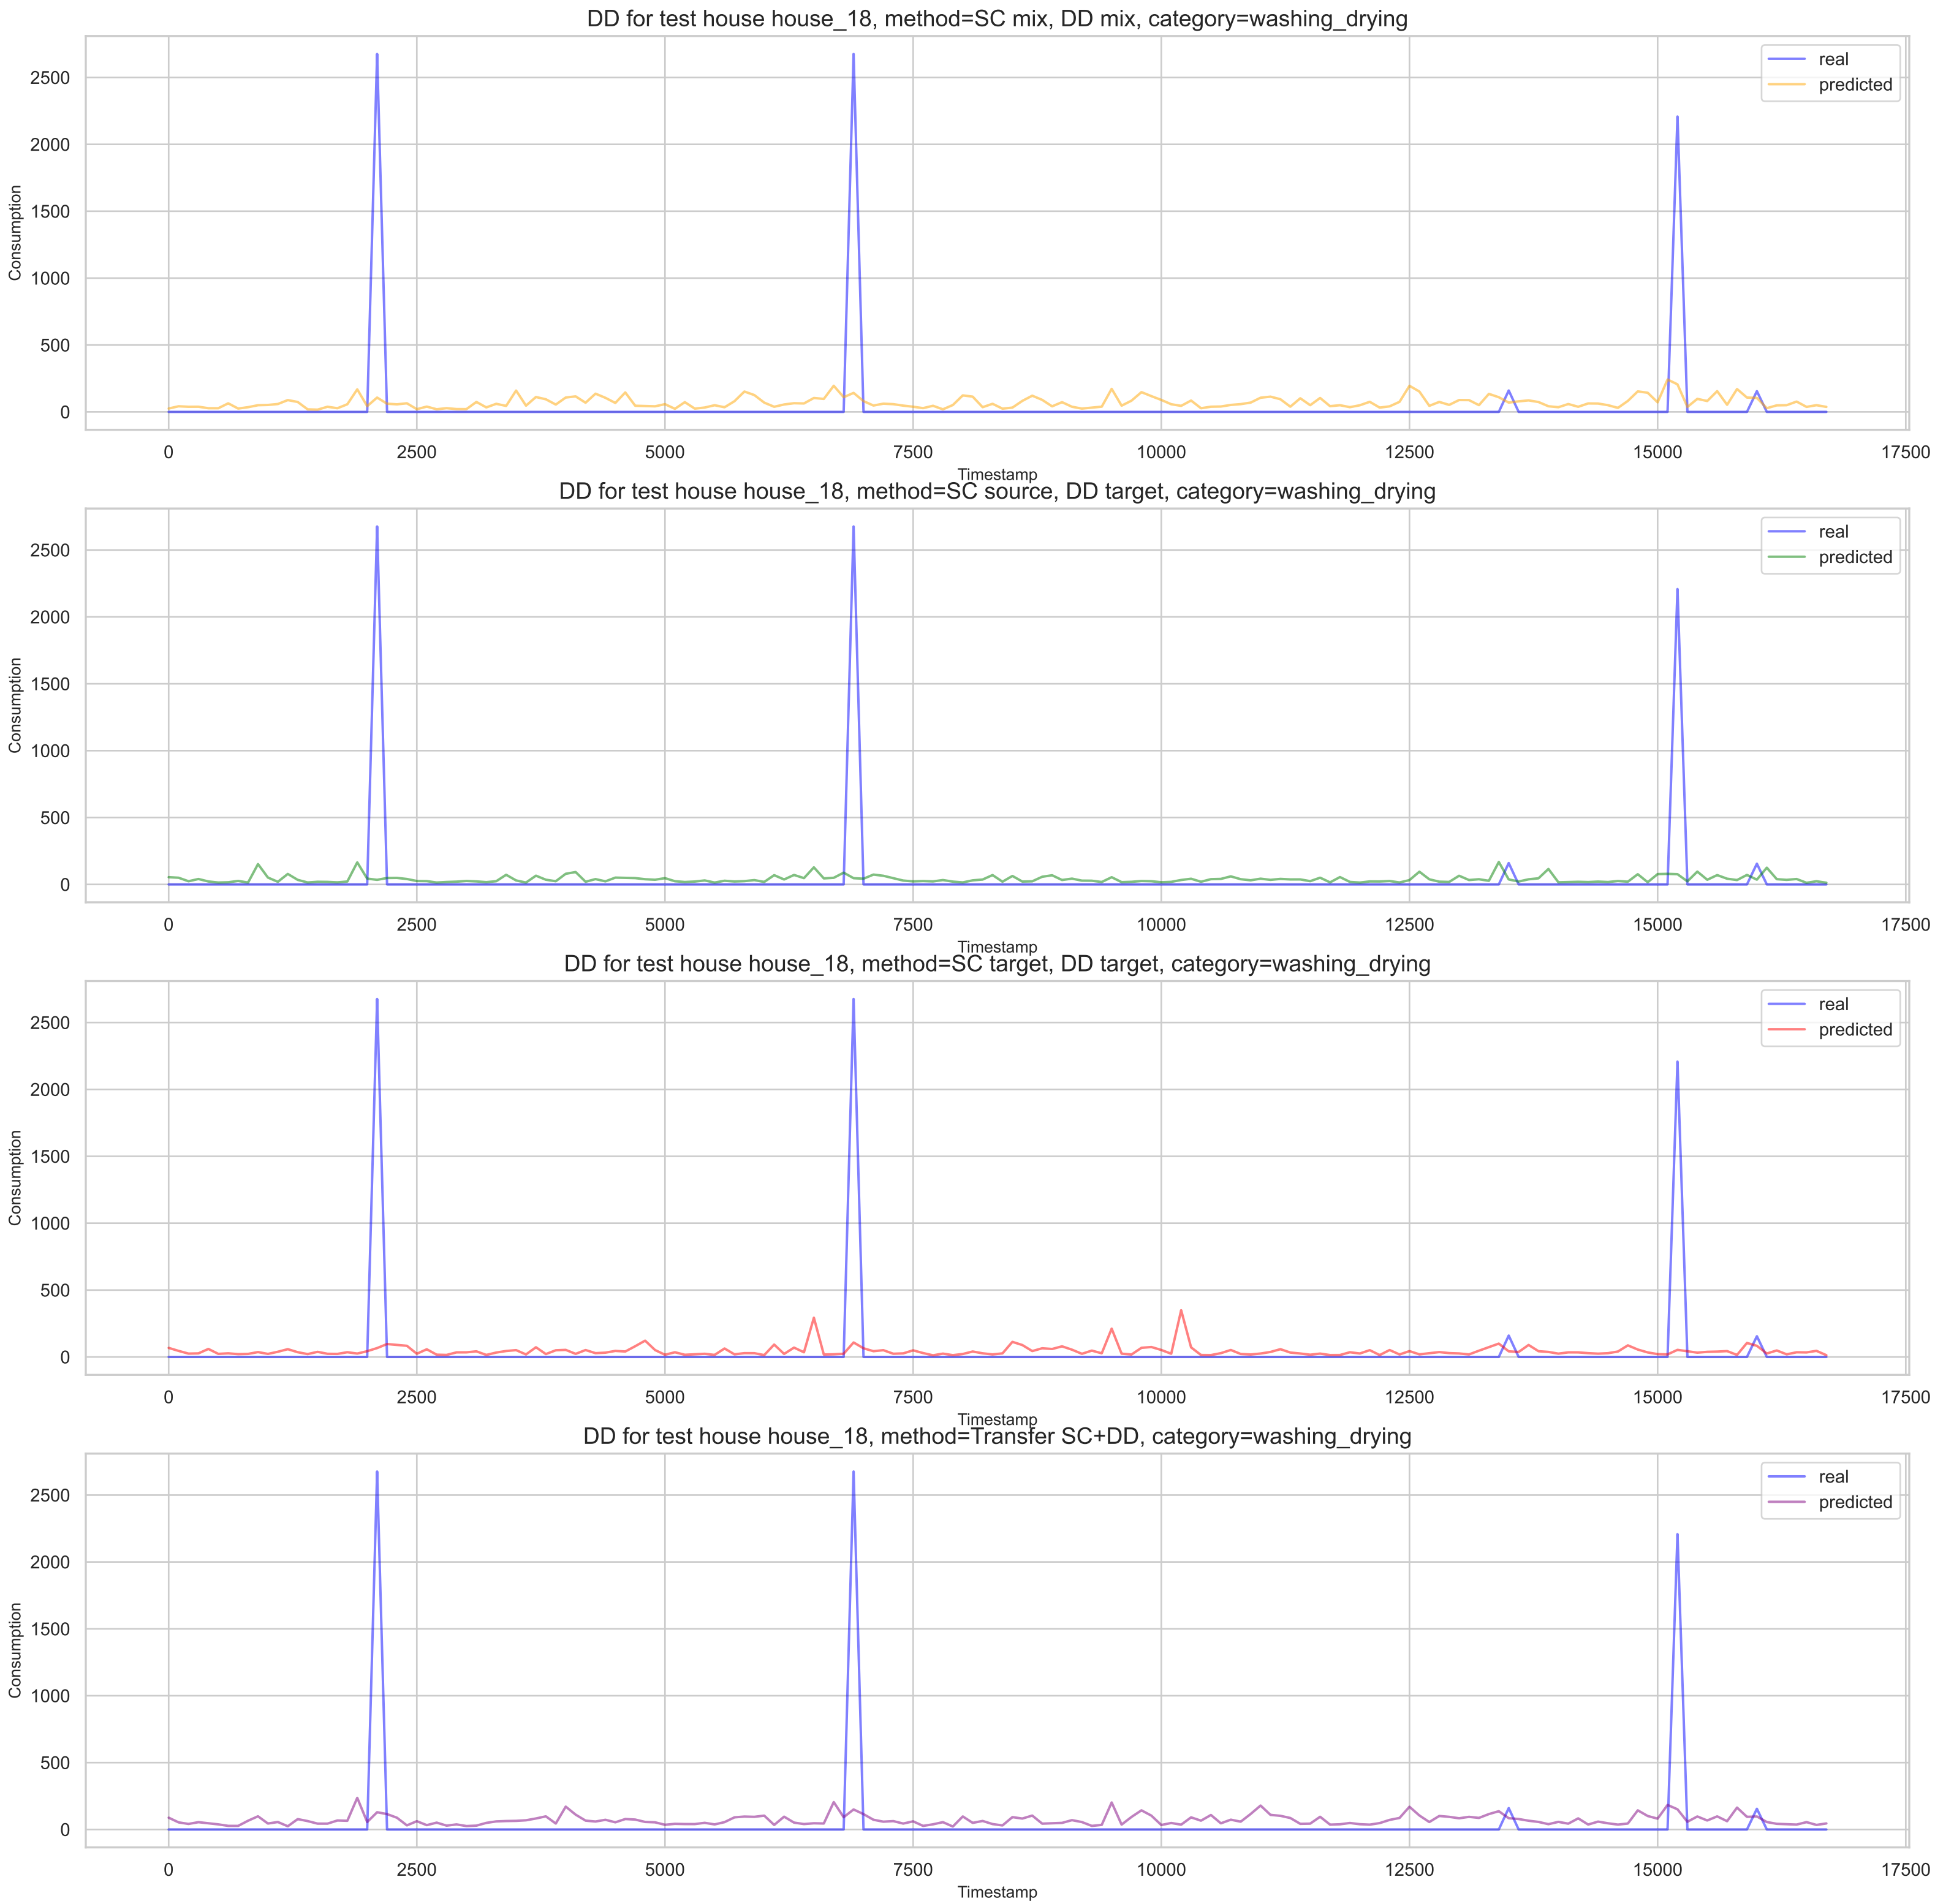 DD for test house house_18, method=SC mix, DD mix, category=washing_drying
real
predicted
Consumption
2500
2000
1500
1000
500
0
0 2500 5000 7500 10000 12500 15000 17500
Timestamp
DD for test house house_18, method=SC source, DD target, category=washing_drying
real
predicted
Consumption
2500
2000
1500
1000
500
0
0 2500 5000 7500 10000 12500 15000 17500
Timestamp
DD for test house house_18, method=SC target, DD target, category=washing_drying
real
predicted
Consumption
2500
2000
1500
1000
500
0
0 2500 5000 7500 10000 12500 15000 17500
Timestamp
DD for test house house_18, method=Transfer SC+DD, category=washing_drying
real
predicted
Consumption
2500
2000
1500
1000
500
0
0 2500 5000 7500 10000 12500 15000 17500
Timestamp